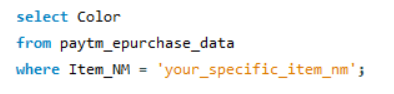 select Color
from paytm_epurchase_data
where Item_NM = 'your_specific_item_nm';